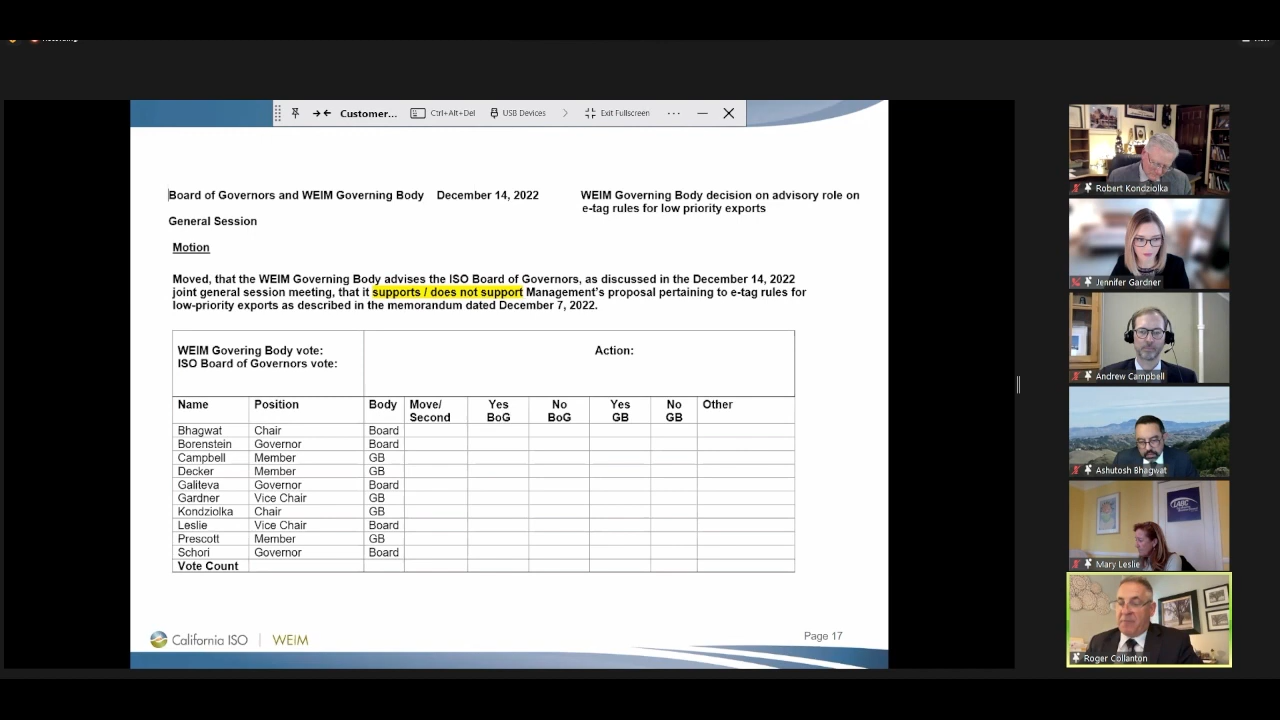 Customer...
Ctrl+Alt+Del
USB Devices
Exit Fullscreen
Board of Governors and WEIM Governing Body December 14, 2022
WEIM Governing Body decision on advisory role on
e-tag rules for low priority exports
General Session
Motion
Moved, that the WEIM Governing Body advises the ISO Board of Governors, as discussed in the December 14, 2022
joint general session meeting, that it supports / does not support Management's proposal pertaining to e-tag rules for
low-priority exports as described in the memorandum dated December 7, 2022.
WEIM Govering Body vote:
ISO Board of Governors vote:
Action:
Name Position Body Move/ Second Yes BoG No BoG Yes GB No GB Other
Bhagwat Chair Board
Borenstein Governor Board
Campbell Member GB
Decker Member GB
Galiteva Governor Board
Gardner Vice Chair GB
Kondziolka Chair GB
Leslie Vice Chair Board
Prescott Member GB
Schori Governor Board
Vote Count
California ISO | WEIM
Page 17
Robert Kondziolka
Jennifer Gardner
Andrew Campbell
Ashutosh Bhagwat
Mary Leslie
Roger Collanton